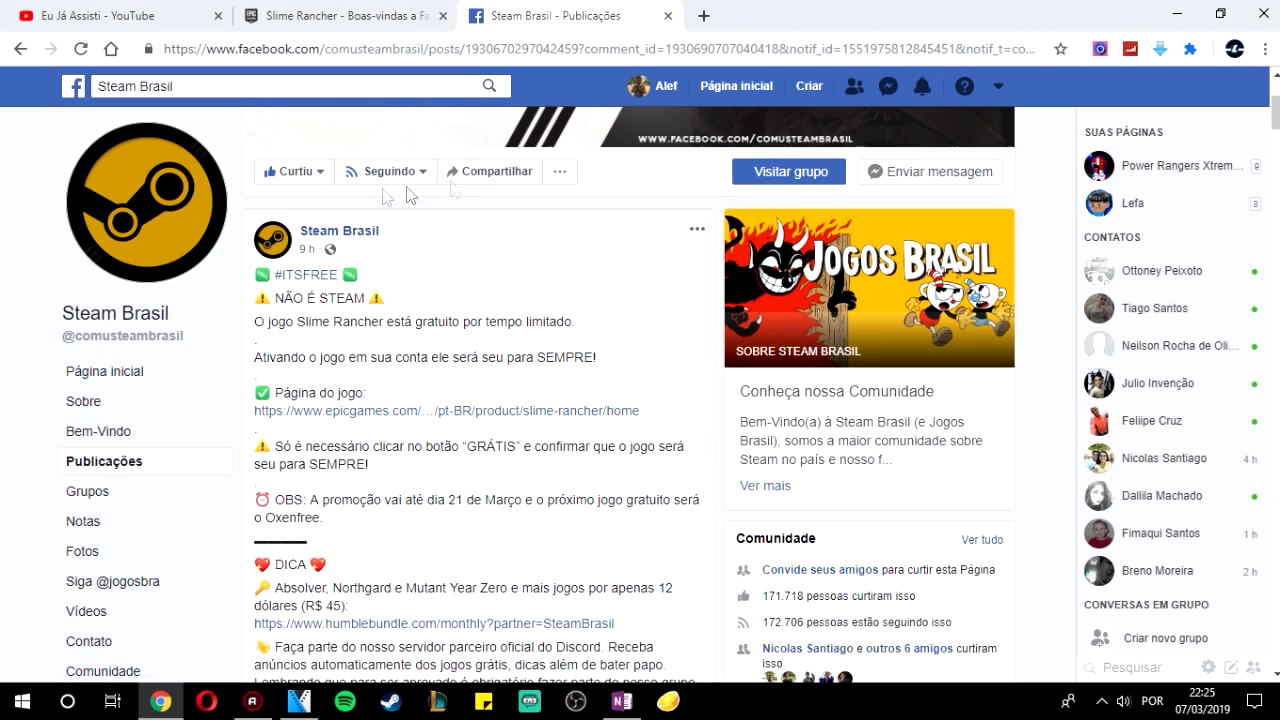 Eu Já Assisti - YouTube
Slime Rancher - Boas-vindas a Fa
Steam Brasil - Publicações
https://www.facebook.com/comusteambrasil/posts/1930670297042459?comment_id=1930690707040418&notif_id=1551975812845451&notif_t=co...
Steam Brasil
Alef
Página inicial
Criar
WWW.FACEBOOK.COM/COMUSTEAMBRASIL
Curtiu
Seguindo
Compartilhar
...
Visitar grupo
Enviar mensagem
Steam Brasil
@comusteambrasil
Página inicial
Sobre
Bem-Vindo
Publicações
Grupos
Notas
Fotos
Siga @jogosbra
Vídeos
Contato
Comunidade
Steam Brasil
9 h ·
#ITSFREE
⚠ NÃO É STEAM ⚠
O jogo Slime Rancher está gratuito por tempo limitado.
.
Ativando o jogo em sua conta ele será seu para SEMPRE!
.
✅ Página do jogo:
https://www.epicgames.com/…/pt-BR/product/slime-rancher/home
.
⚠ Só é necessário clicar no botão “GRÁTIS” e confirmar que o jogo será
seu para SEMPRE!
.
⏰ OBS: A promoção vai até dia 21 de Março e o próximo jogo gratuito será
o Oxenfree.
▬▬▬▬
💖 DICA 💖
🔑 Absolver, Northgard e Mutant Year Zero e mais jogos por apenas 12
dólares (R$ 45):
https://www.humblebundle.com/monthly?partner=SteamBrasil
👋 Faça parte do nosso servidor parceiro oficial do Discord. Receba
anúncios automaticamente dos jogos grátis, dicas além de bater papo.
Lembrando que para ser aprovado é obrigatório fazer parte do nosso grupo
JOGOS BRASIL
SOBRE STEAM BRASIL
Conheça nossa Comunidade
Bem-Vindo(a) à Steam Brasil (e Jogos
Brasil), somos a maior comunidade sobre
Steam no país e nosso f...
Ver mais
Comunidade
Ver tudo
Convide seus amigos para curtir esta Página
171.718 pessoas curtiram isso
172.706 pessoas estão seguindo isso
Nicolas Santiago e outros 6 amigos curtiram
isso
SUAS PÁGINAS
Power Rangers Xtrem...
9
Lefa
8
CONTATOS
Ottoney Peixoto
Tiago Santos
Neilson Rocha de Oli...
Julio Invenção
Feliipe Cruz
Nicolas Santiago
4 h
Dallila Machado
Fimaqui Santos
1 h
Breno Moreira
2 h
CONVERSAS EM GRUPO
Criar novo grupo
Pesquisar
POR
22:25
07/03/2019